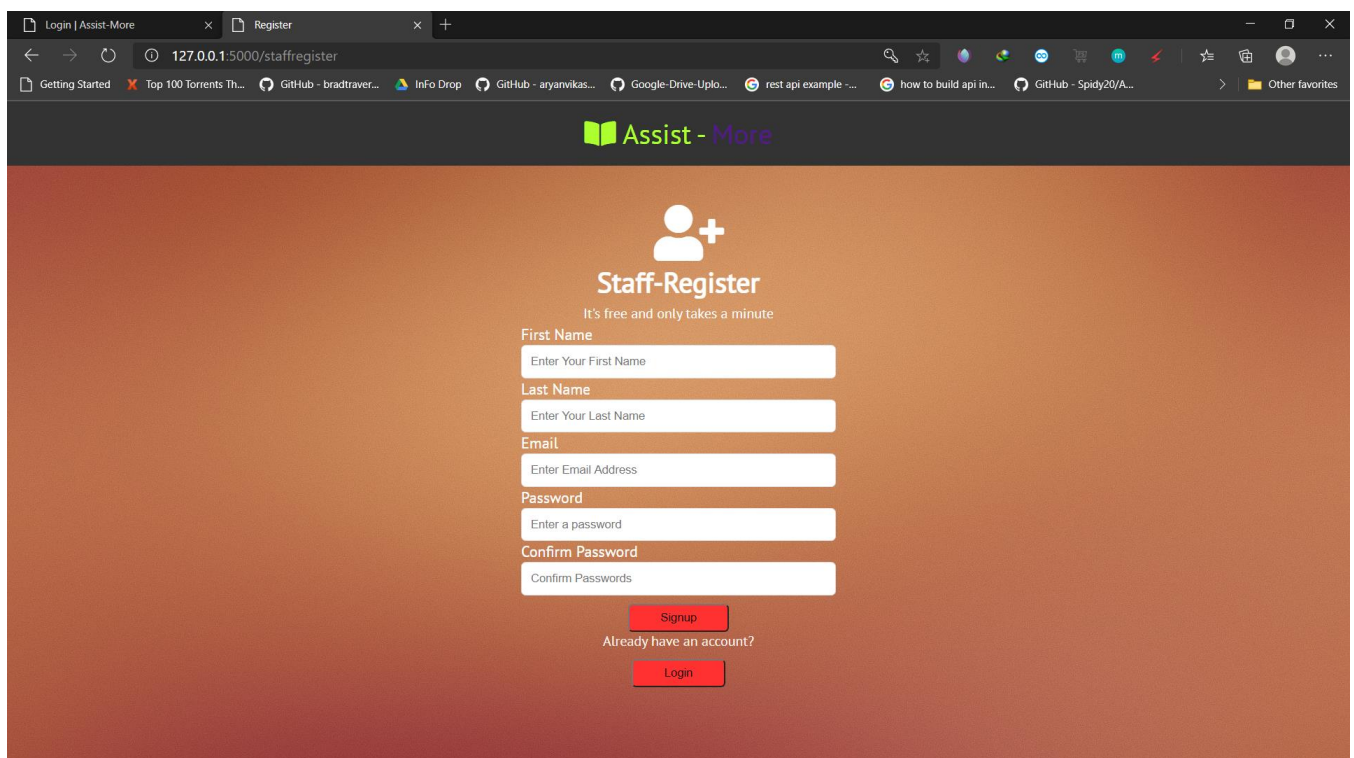 Login | Assist-More
Register
127.0.0.1:5000/staffregister
Getting Started
Top 100 Torrents Th...
GitHub - bradtraver...
InFo Drop
GitHub - aryanvikas...
Google-Drive-Uplo...
rest api example -...
how to build api in...
GitHub - Spidy20/A...
Other favorites
Assist - More
Staff-Register
It's free and only takes a minute
First Name
Enter Your First Name
Last Name
Enter Your Last Name
Email
Enter Email Address
Password
Enter a password
Confirm Password
Confirm Passwords
Signup
Already have an account?
Login